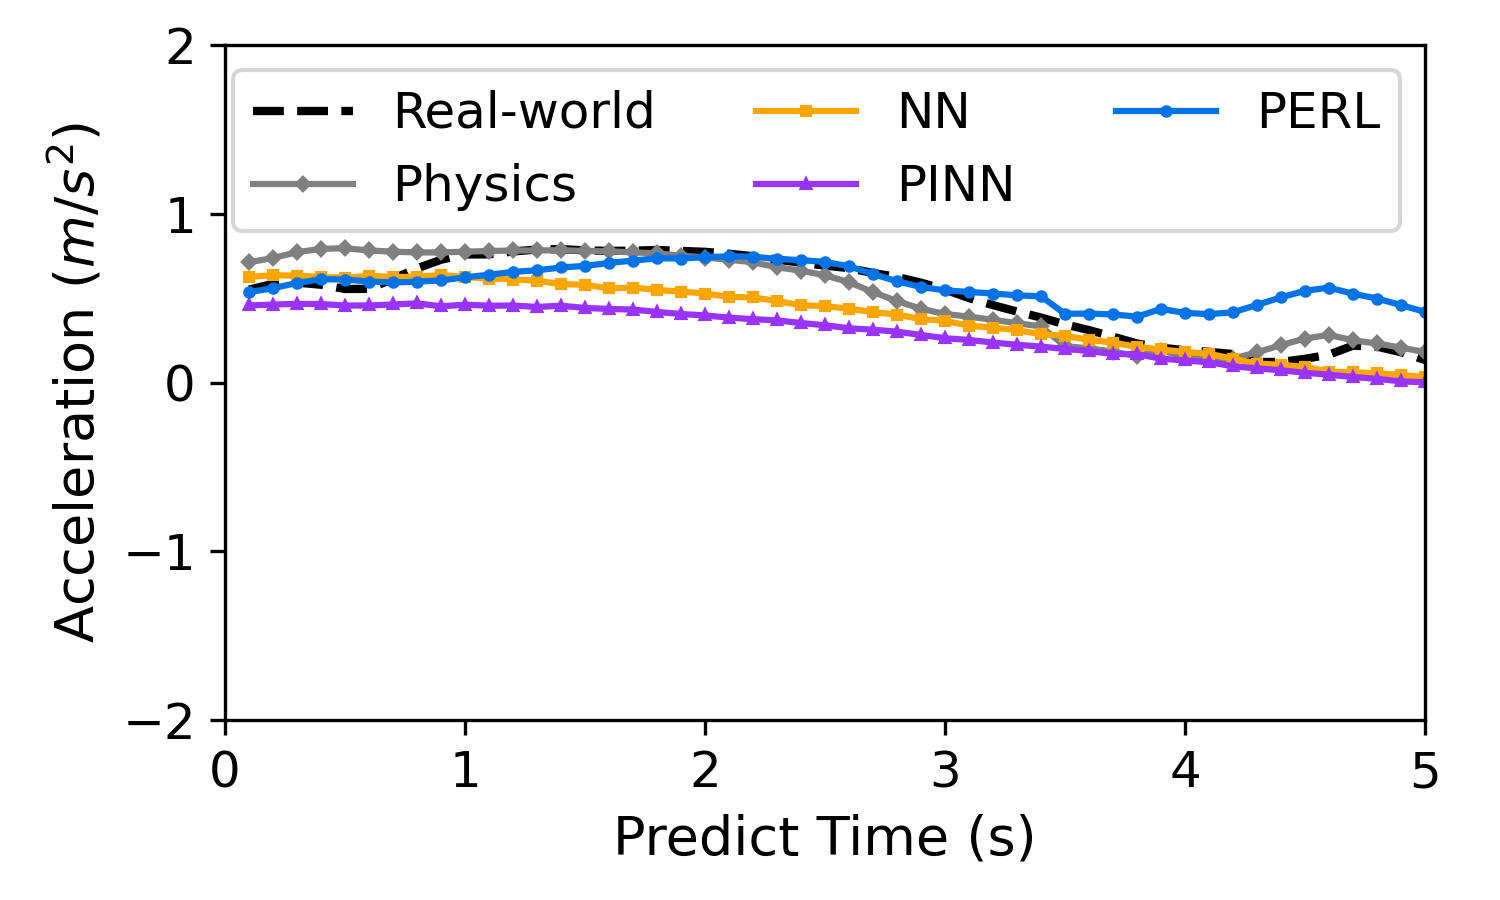 2
1
0
−1
−2
Acceleration (m/s²)
Real-world
Physics
NN
PINN
PERL
0 1 2 3 4 5
Predict Time (s)